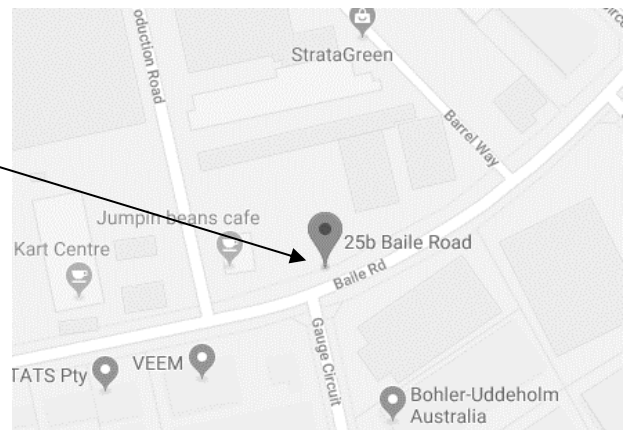 StrataGreen
oduction Road
Barrel Way
Jumpin beans cafe
Kart Centre
25b Baile Road
Baile Rd
Gauge Circuit
VEEM
TATS Pty
Bohler-Uddeholm
Australia